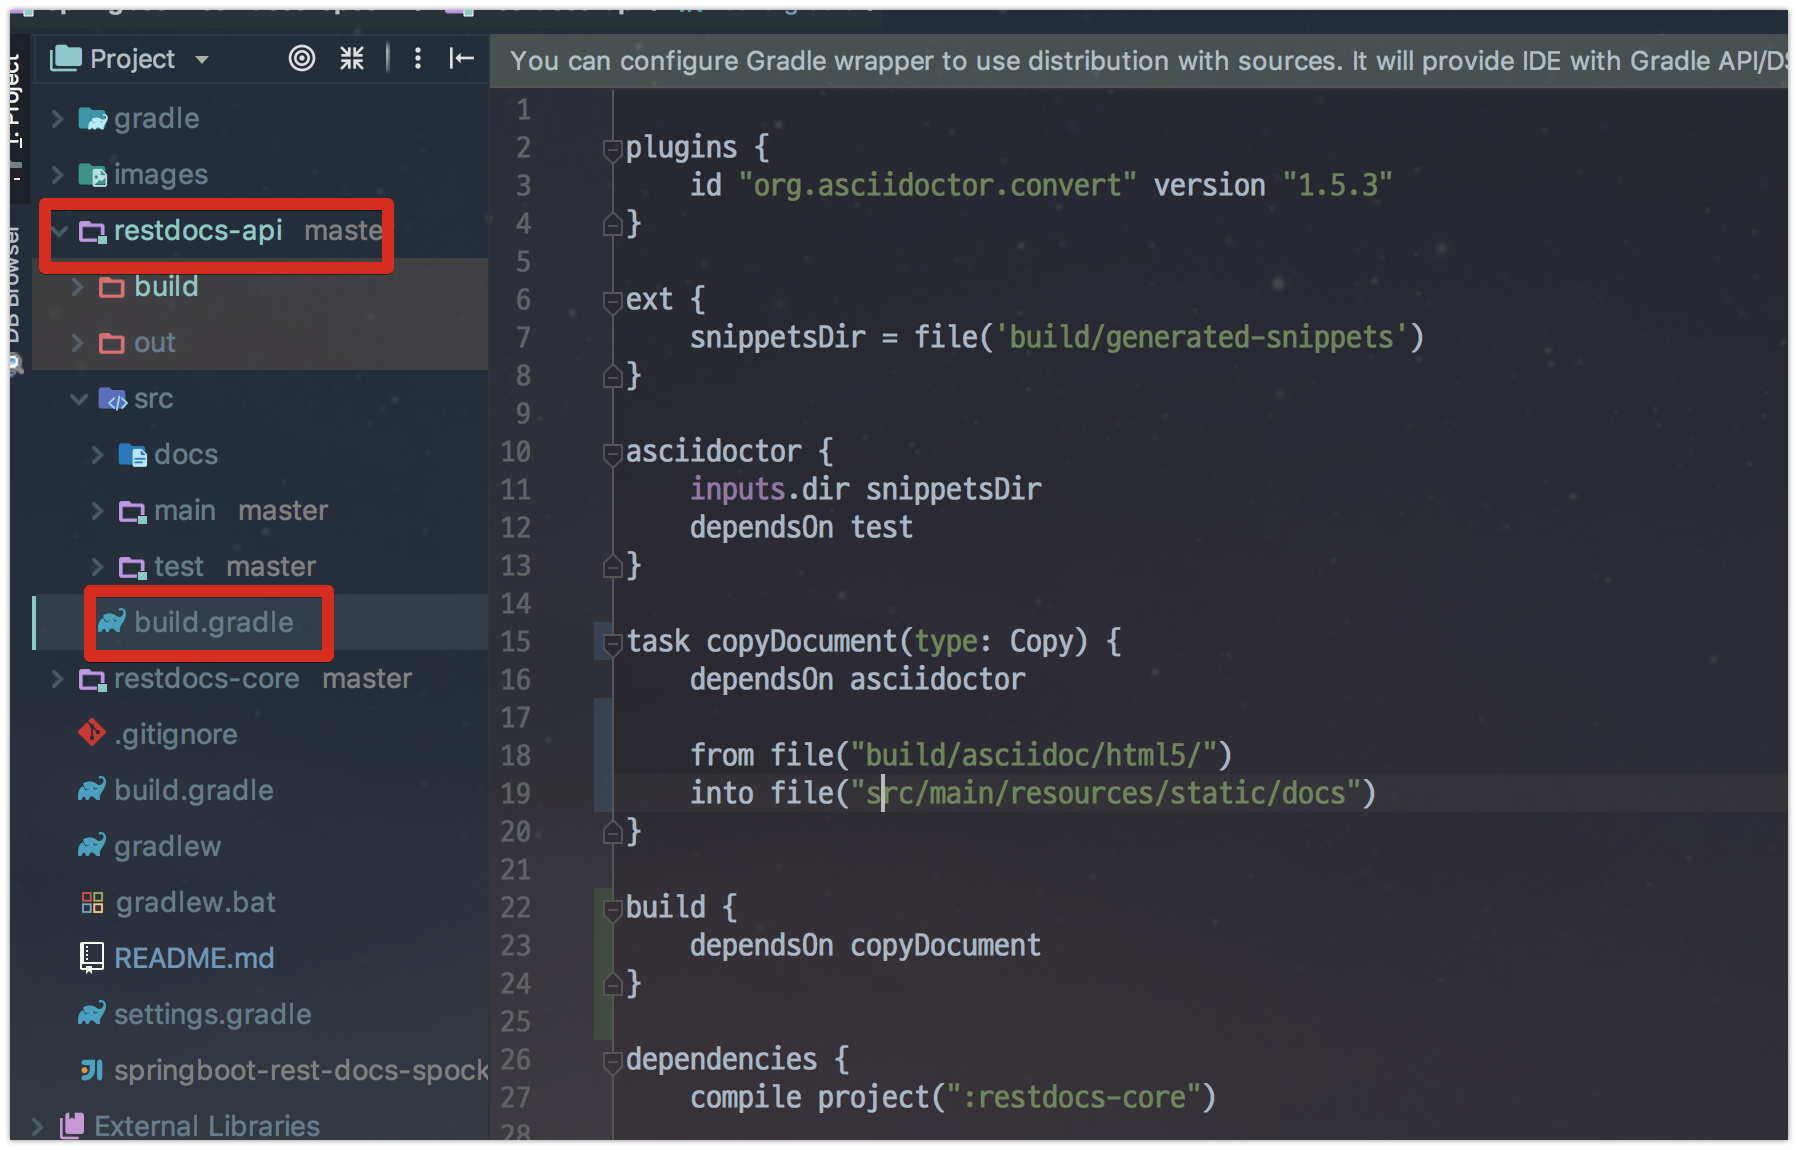 Project
You can configure Gradle wrapper to use distribution with sources. It will provide IDE with Gradle API/DS
1: Project
DB Browser
gradle
images
restdocs-api maste
build
out
src
docs
main master
test master
build.gradle
restdocs-core master
.gitignore
build.gradle
gradlew
gradlew.bat
README.md
settings.gradle
springboot-rest-docs-spock
External Libraries
1
2 plugins {
3 id "org.asciidoctor.convert" version "1.5.3"
4 }
5
6 ext {
7 snippetsDir = file('build/generated-snippets')
8 }
9
10 asciidoctor {
11 inputs.dir snippetsDir
12 dependsOn test
13 }
14
15 task copyDocument(type: Copy) {
16 dependsOn asciidoctor
17
18 from file("build/asciidoc/html5/")
19 into file("src/main/resources/static/docs")
20 }
21
22 build {
23 dependsOn copyDocument
24 }
25
26 dependencies {
27 compile project(":restdocs-core")
28